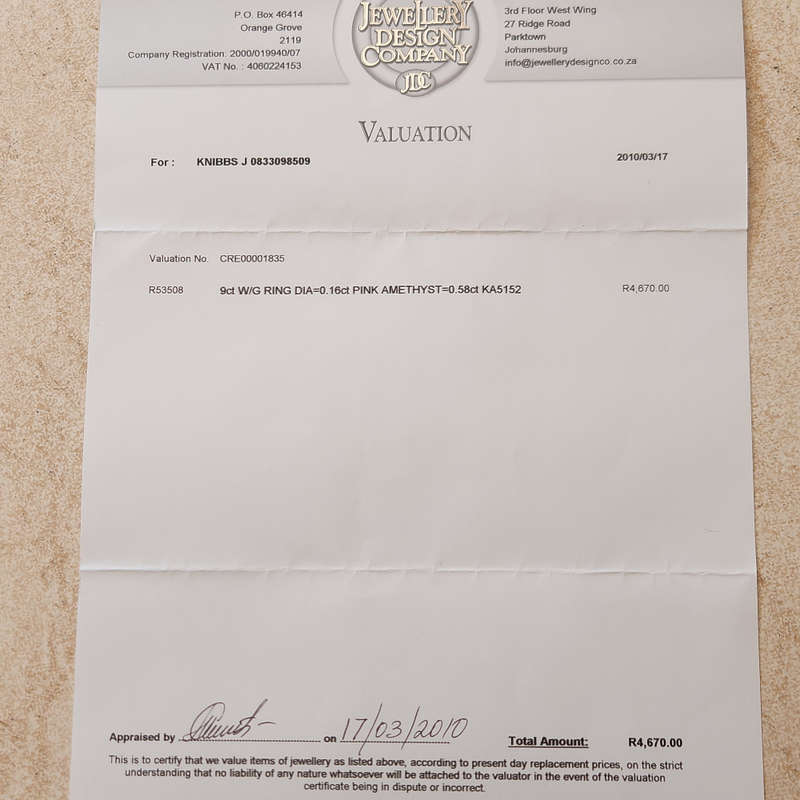 P.O. Box 46414
Orange Grove
2119
Company Registration: 2000/019940/07
VAT No. : 4060224153
JEWELLERY
DESIGN
COMPANY
JDC
3rd Floor West Wing
27 Ridge Road
Parktown
Johannesburg
info@jewellerydesignco.co.za
VALUATION
For : KNIBBS J 0833098509 2010/03/17
Valuation No. CRE00001835
R53508 9ct W/G RING DIA=0.16ct PINK AMETHYST=0.58ct KA5152 R4,670.00
Appraised by on 17/03/2010 Total Amount: R4,670.00
This is to certify that we value items of jewellery as listed above, according to present day replacement prices, on the strict
understanding that no liability of any nature whatsoever will be attached to the valuator in the event of the valuation
certificate being in dispute or incorrect.